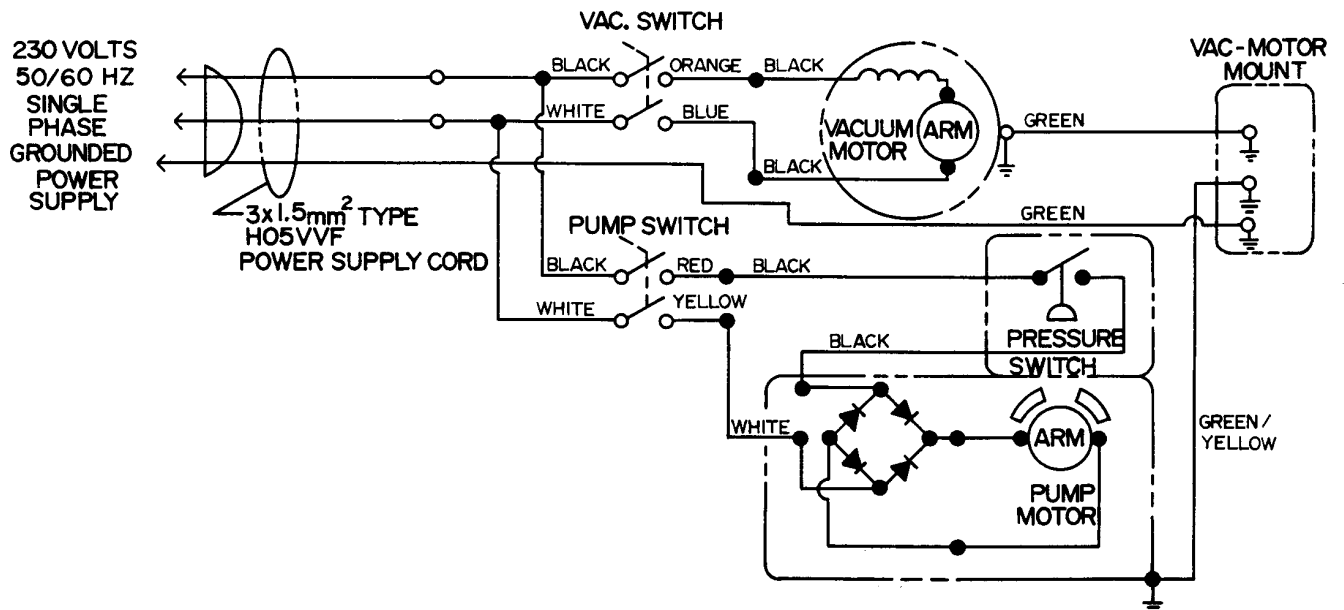 VAC. SWITCH
230 VOLTS
50/60 HZ
SINGLE
PHASE
GROUNDED
POWER
SUPPLY
BLACK
ORANGE
BLACK
WHITE
BLUE
BLACK
VACUUM
MOTOR
ARM
GREEN
VAC-MOTOR
MOUNT
3x1.5mm² TYPE
H05VVF
POWER SUPPLY CORD
PUMP SWITCH
GREEN
BLACK
RED
BLACK
WHITE
YELLOW
PRESSURE
SWITCH
BLACK
WHITE
ARM
PUMP
MOTOR
GREEN/
YELLOW